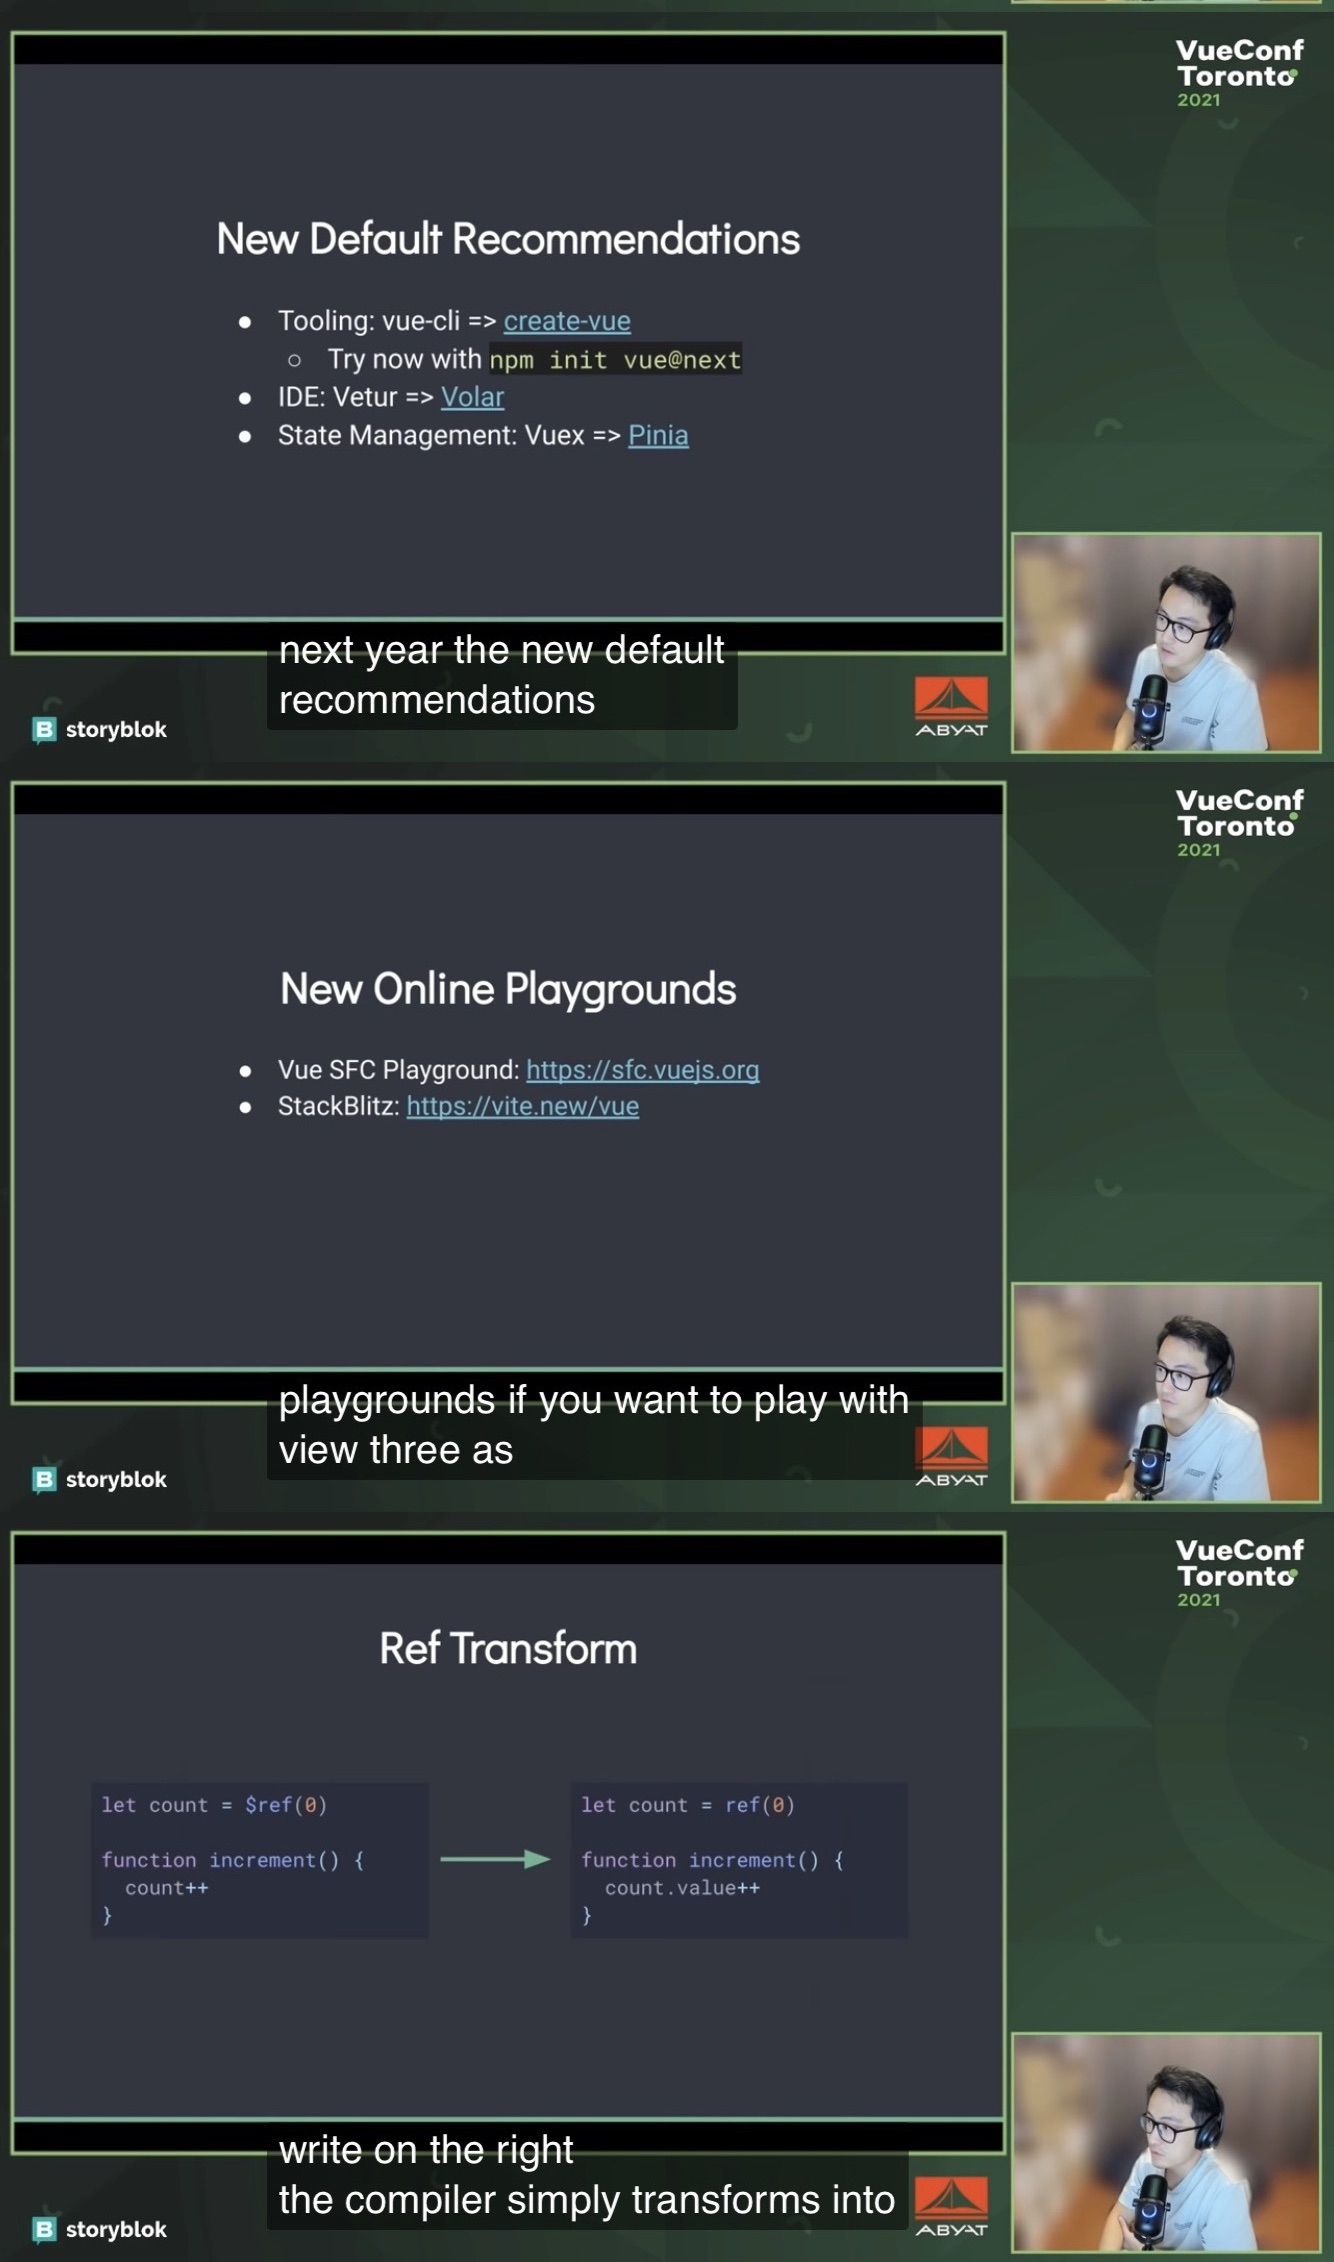 VueConf
Toronto
2021
New Default Recommendations
● Tooling: vue-cli => create-vue
○ Try now with npm init vue@next
● IDE: Vetur => Volar
● State Management: Vuex => Pinia
next year the new default
recommendations
B storyblok
ABYAT
VueConf
Toronto
2021
New Online Playgrounds
● Vue SFC Playground: https://sfc.vuejs.org
● StackBlitz: https://vite.new/vue
playgrounds if you want to play with
view three as
B storyblok
ABYAT
VueConf
Toronto
2021
Ref Transform
let count = $ref(0)
function increment() {
count++
}
let count = ref(0)
function increment() {
count.value++
}
write on the right
the compiler simply transforms into
B storyblok
ABYAT